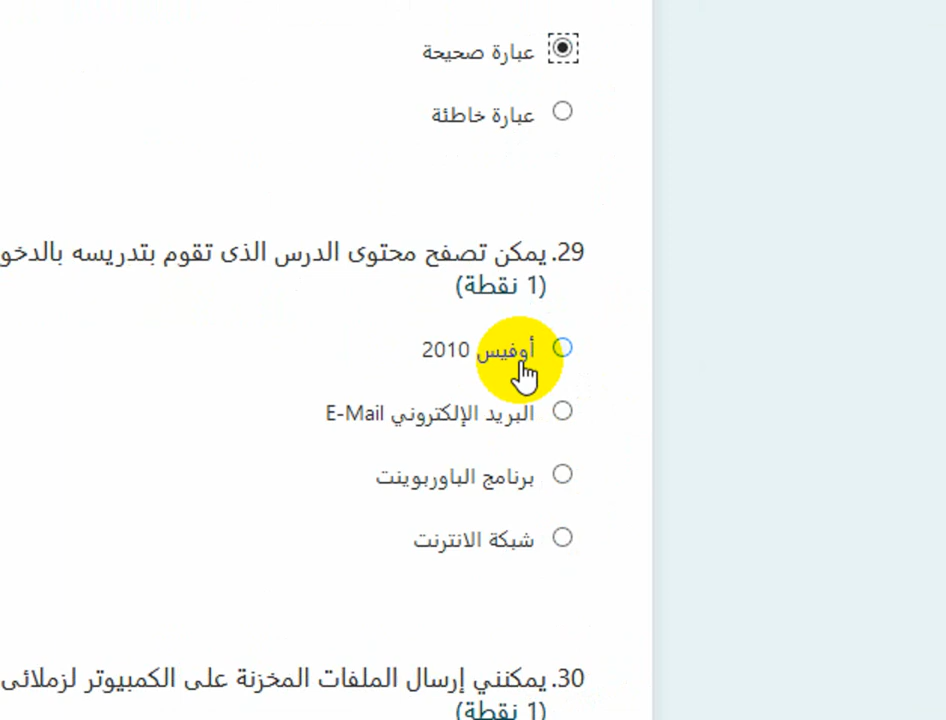 عبارة صحيحة
عبارة خاطئة
29. يمكن تصفح محتوى الدرس الذى تقوم بتدريسه
(1 نقطة)
أوفيس 2010
البريد الإلكتروني E-Mail
برنامج الباوربوينت
شبكة الانترنت
30. يمكنني إرسال الملفات المخزنة على الكمبيوتر لزملائى
(1 نقطة)